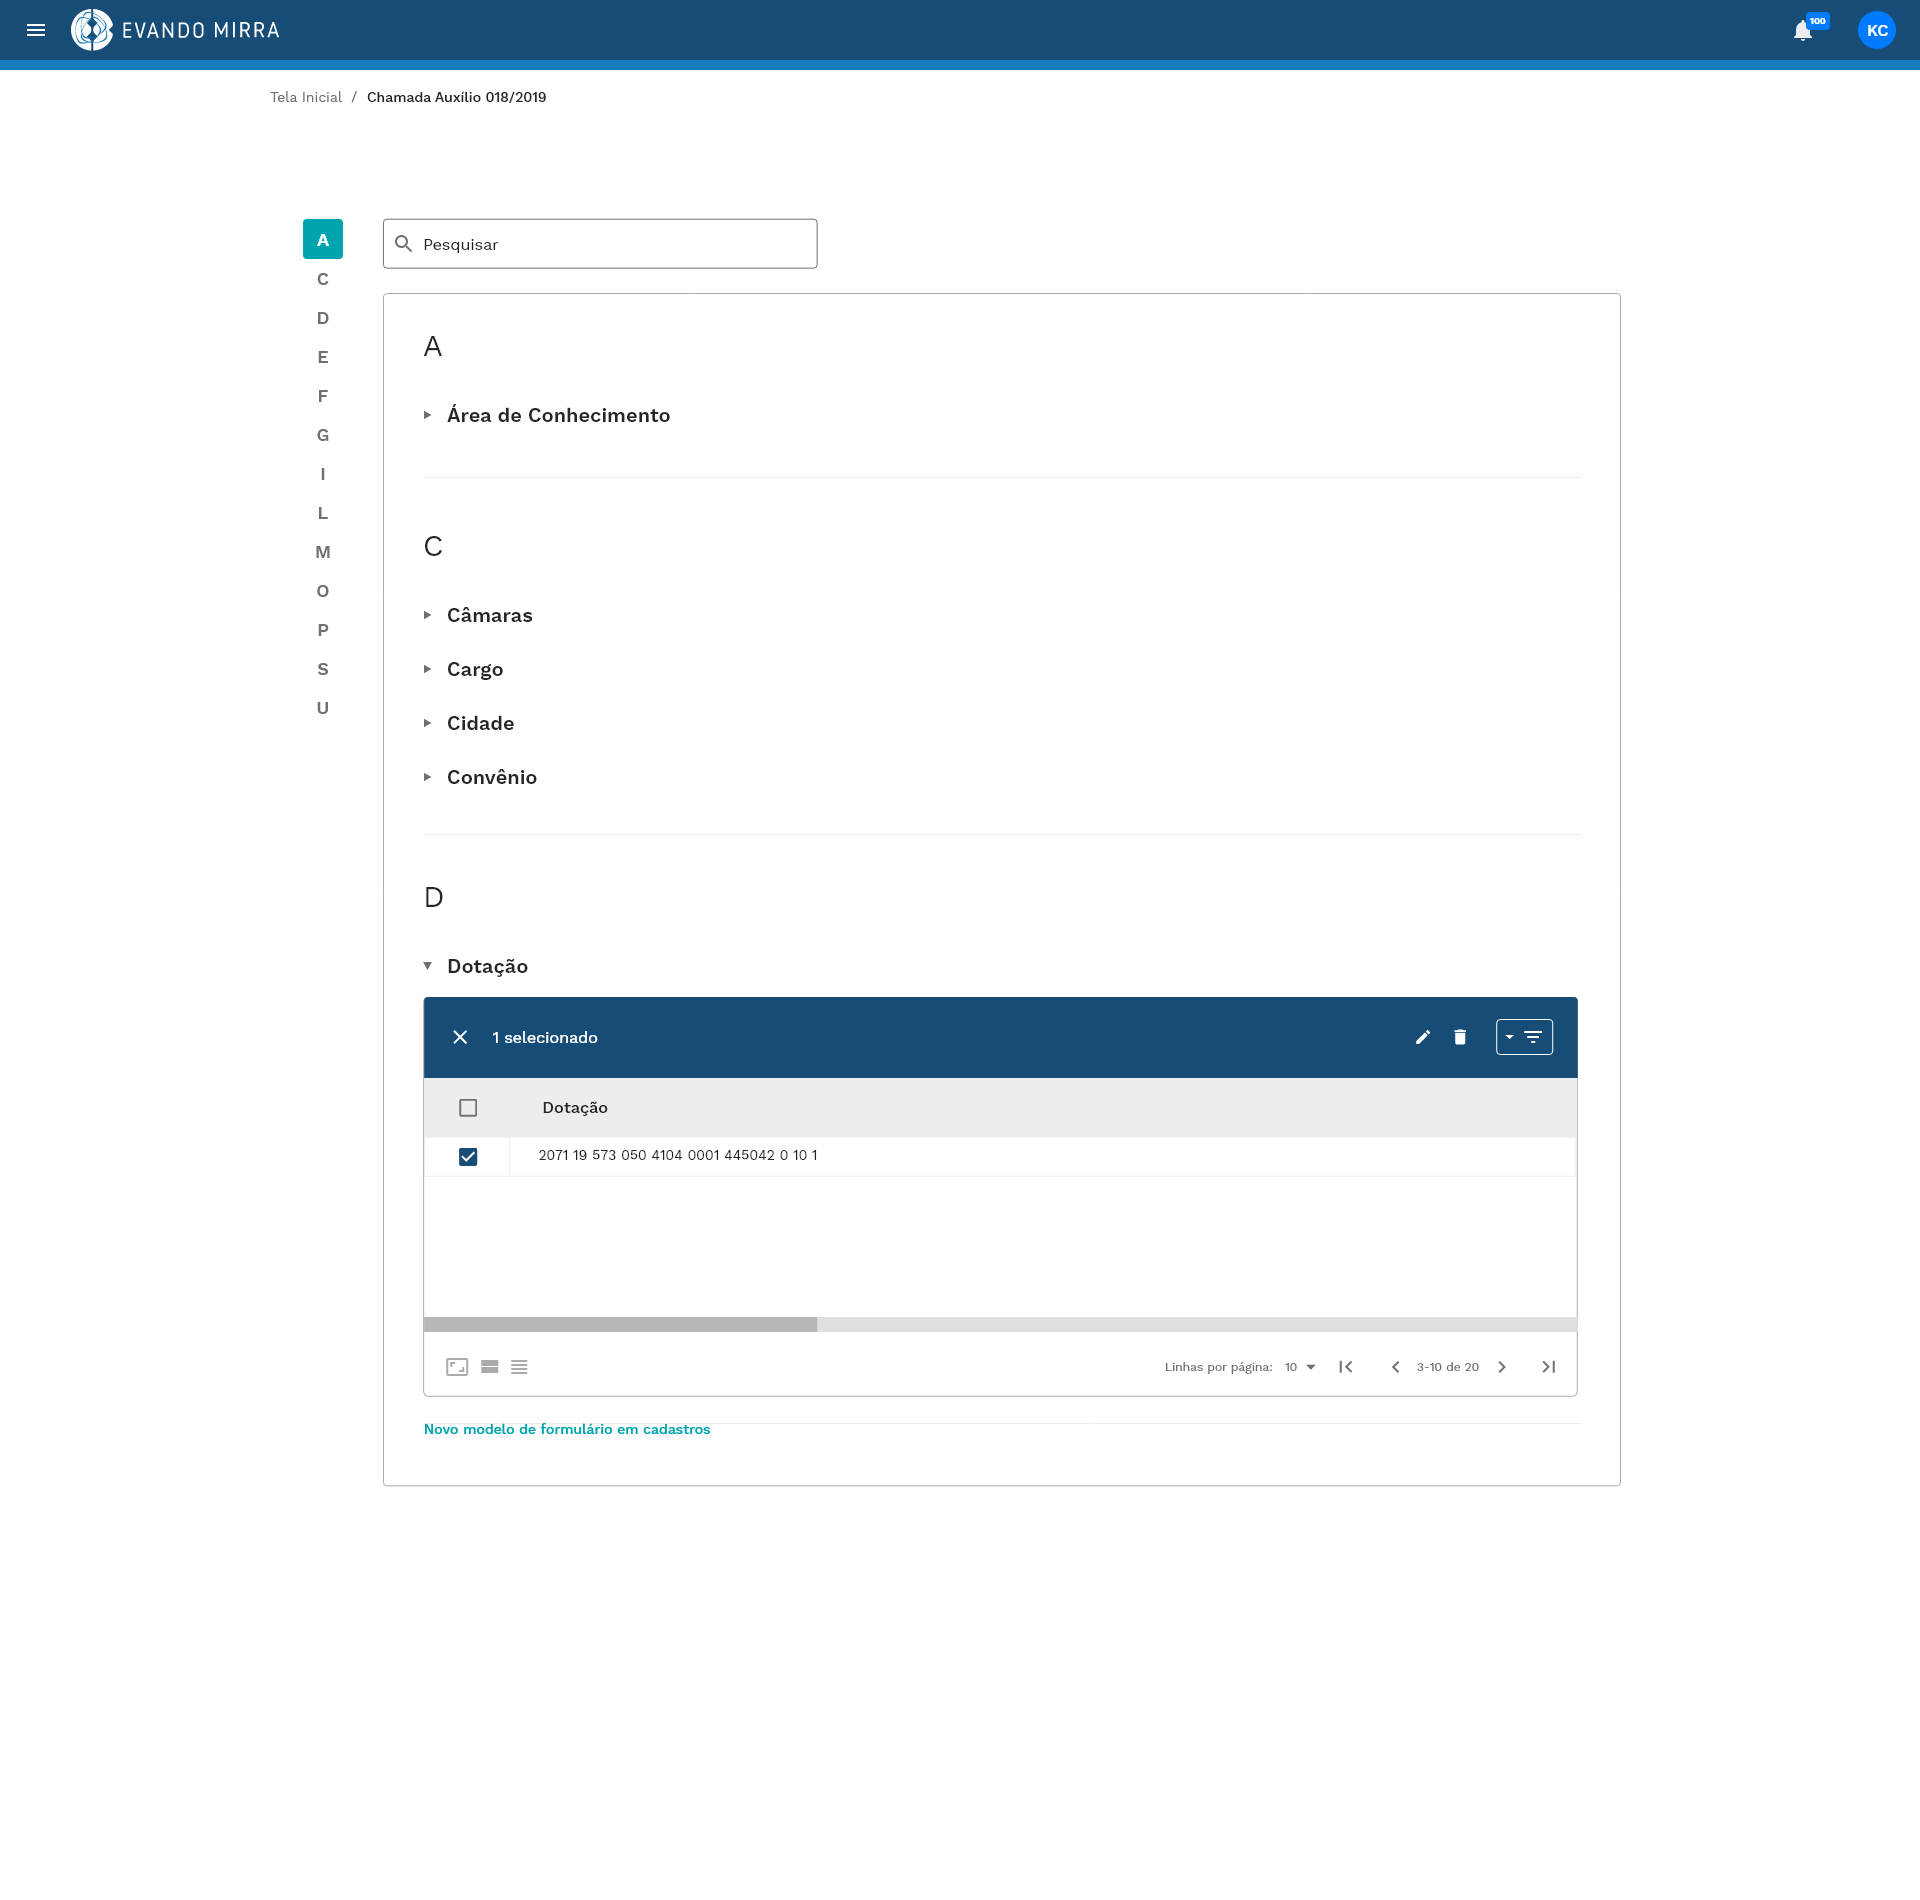 EVANDO MIRRA
100
KC
Tela Inicial / Chamada Auxílio 018/2019
A
C
D
E
F
G
I
L
M
O
P
S
U
Pesquisar
A
Área de Conhecimento
C
Câmaras
Cargo
Cidade
Convênio
D
Dotação
1 selecionado
Dotação
2071 19 573 050 4104 0001 445042 0 10 1
Linhas por página: 10 3-10 de 20
Novo modelo de formulário em cadastros